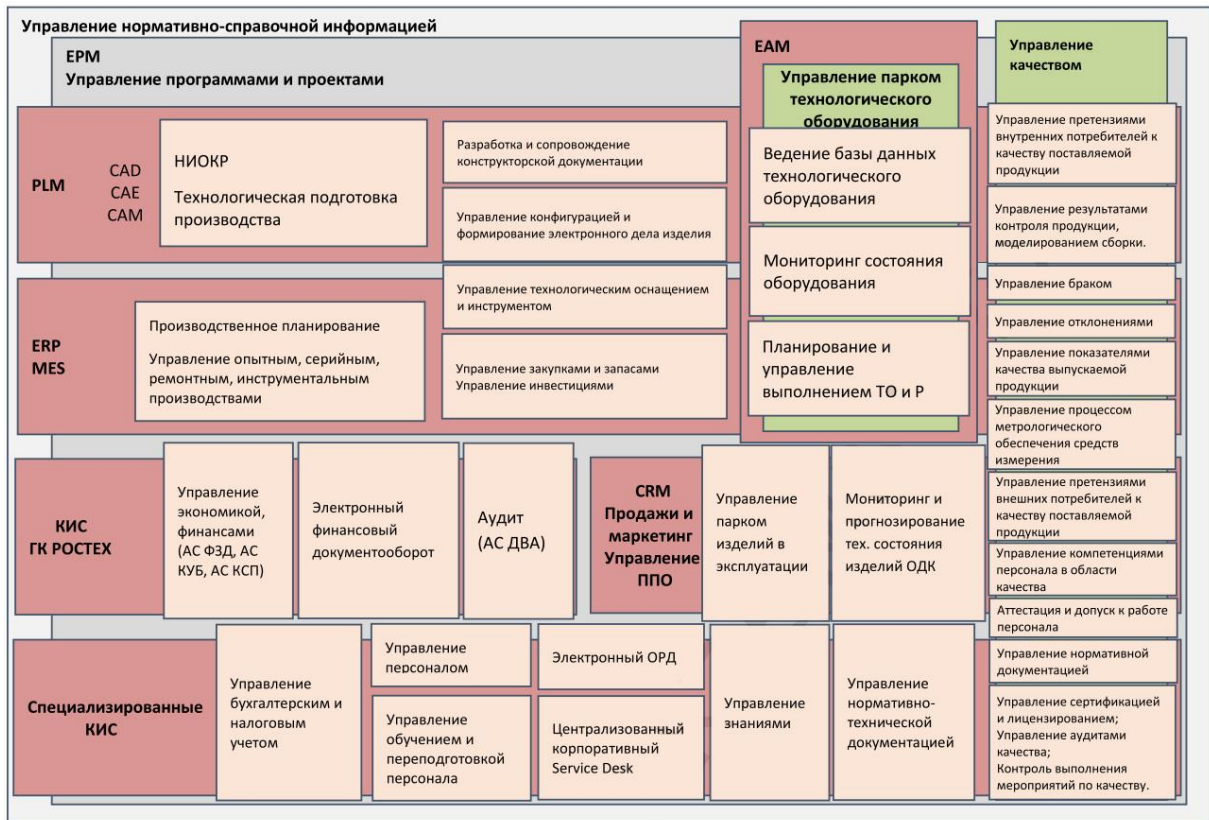 Управление нормативно-справочной информацией
EPM
Управление программами и проектами
EAM
Управление парком
технологического
оборудования
Управление
качеством
PLM
CAD
CAE
CAM
НИОКР
Технологическая подготовка
производства
Разработка и сопровождение
конструкторской документации
Управление конфигурацией и
формирование электронного дела изделия
Ведение базы данных
технологического
оборудования
Мониторинг состояния
оборудования
Планирование и
управление
выполнением ТО и Р
ERP
MES
Производственное планирование
Управление опытным, серийным,
ремонтным, инструментальным
производствами
Управление технологическим оснащением
и инструментом
Управление закупками и запасами
Управление инвестициями
КИС
ГК РОСТЕХ
Управление
экономикой,
финансами
(АС ФЗД, АС
КУБ, АС КСП)
Электронный
финансовый
документооборот
Аудит
(АС ДВА)
CRM
Продажи и
маркетинг
Управление
ППО
Управление
парком
изделий в
эксплуатации
Мониторинг и
прогнозирование
тех. состояния
изделий ОДК
Специализированные
КИС
Управление
бухгалтерским и
налоговым
учетом
Управление
персоналом
Управление
обучением и
переподготовкой
персонала
Электронный ОРД
Централизованный
корпоративный
Service Desk
Управление
знаниями
Управление
нормативно-
технической
документацией
Управление претензиями
внутренних потребителей к
качеству поставляемой
продукции
Управление результатами
контроля продукции,
моделированием сборки.
Управление браком
Управление отклонениями
Управление показателями
качества выпускаемой
продукции
Управление процессом
метрологического
обеспечения средств
измерения
Управление претензиями
внешних потребителей к
качеству поставляемой
продукции
Управление компетенциями
персонала в области
качества
Аттестация и допуск к работе
персонала
Управление нормативной
документацией
Управление сертификацией
и лицензированием;
Управление аудитами
качества;
Контроль выполнения
мероприятий по качеству.